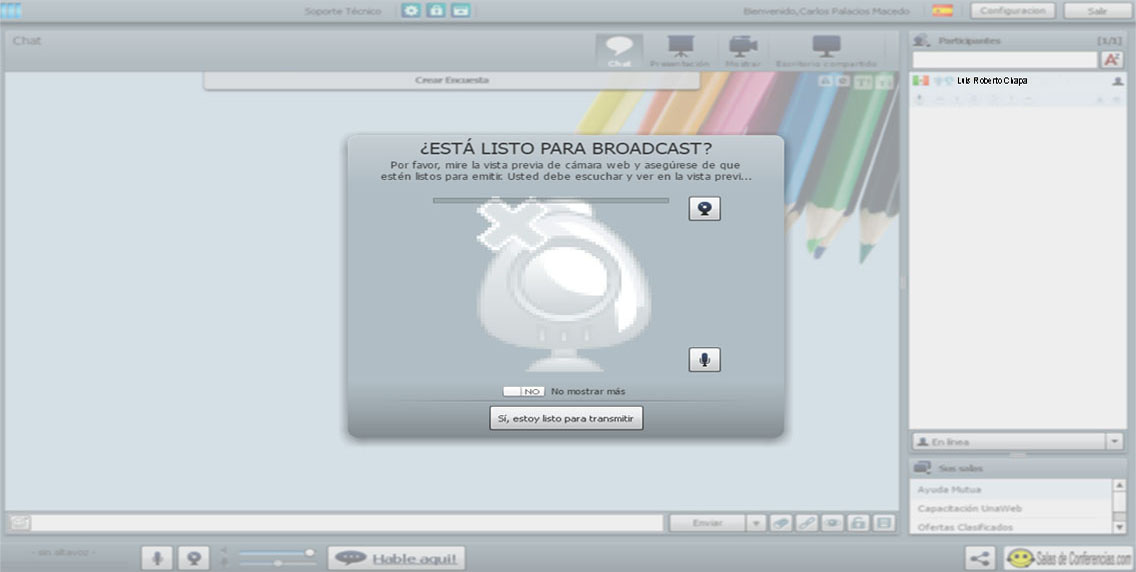 Soporte Técnico
Bienvenido,Carlos Palacios Macedo
Configuracion
Salir
Chat
Chat
Presentación
Mostrar
Escritorio compartido
Participantes
[1/1]
Crear Encuesta
Luis Roberto Chapa
¿ESTÁ LISTO PARA BROADCAST?
Por favor, mire la vista previa de cámara web y asegúrese de que
estén listos para emitir. Usted debe escuchar y ver en la vista previ...
NO
No mostrar más
Sí, estoy listo para transmitir
En línea
Sus salas
Ayuda Mutua
Capacitación UnaWeb
Ofertas Clasificados
Enviar
- sin altavoz -
Hable aqui!
Salas de Conferencias.com